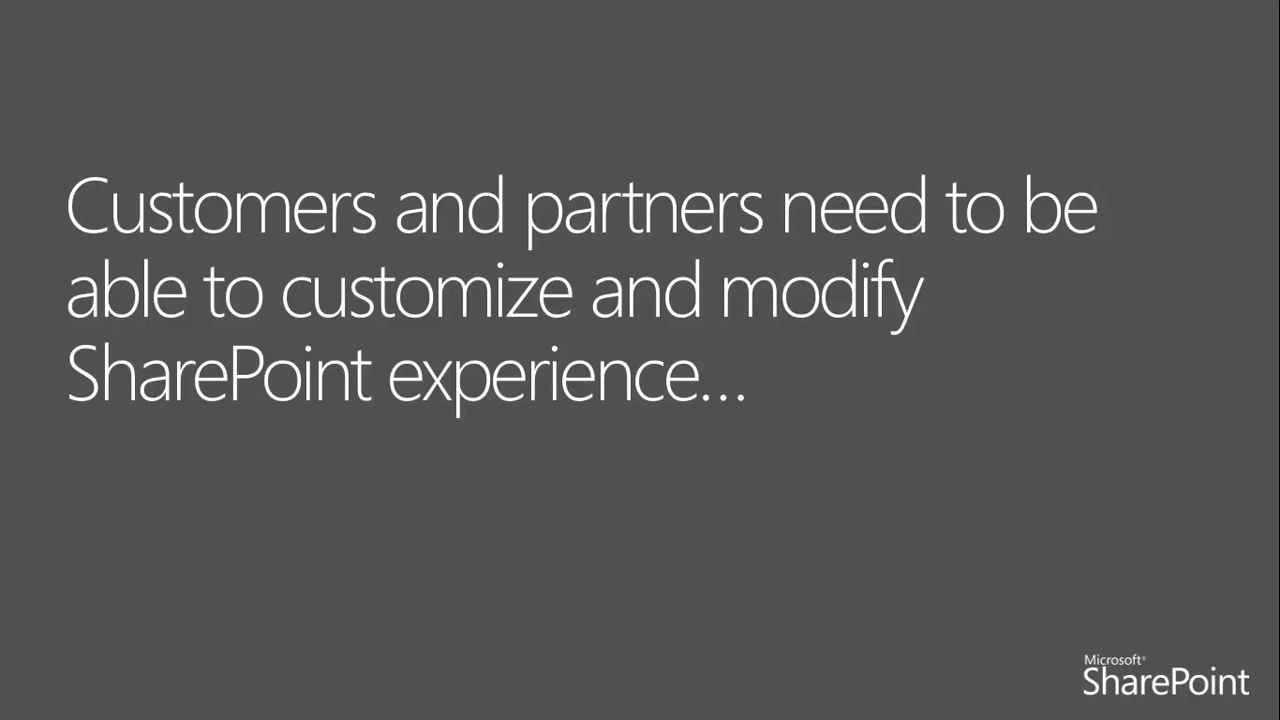 Customers and partners need to be
able to customize and modify
SharePoint experience...
Microsoft®
SharePoint